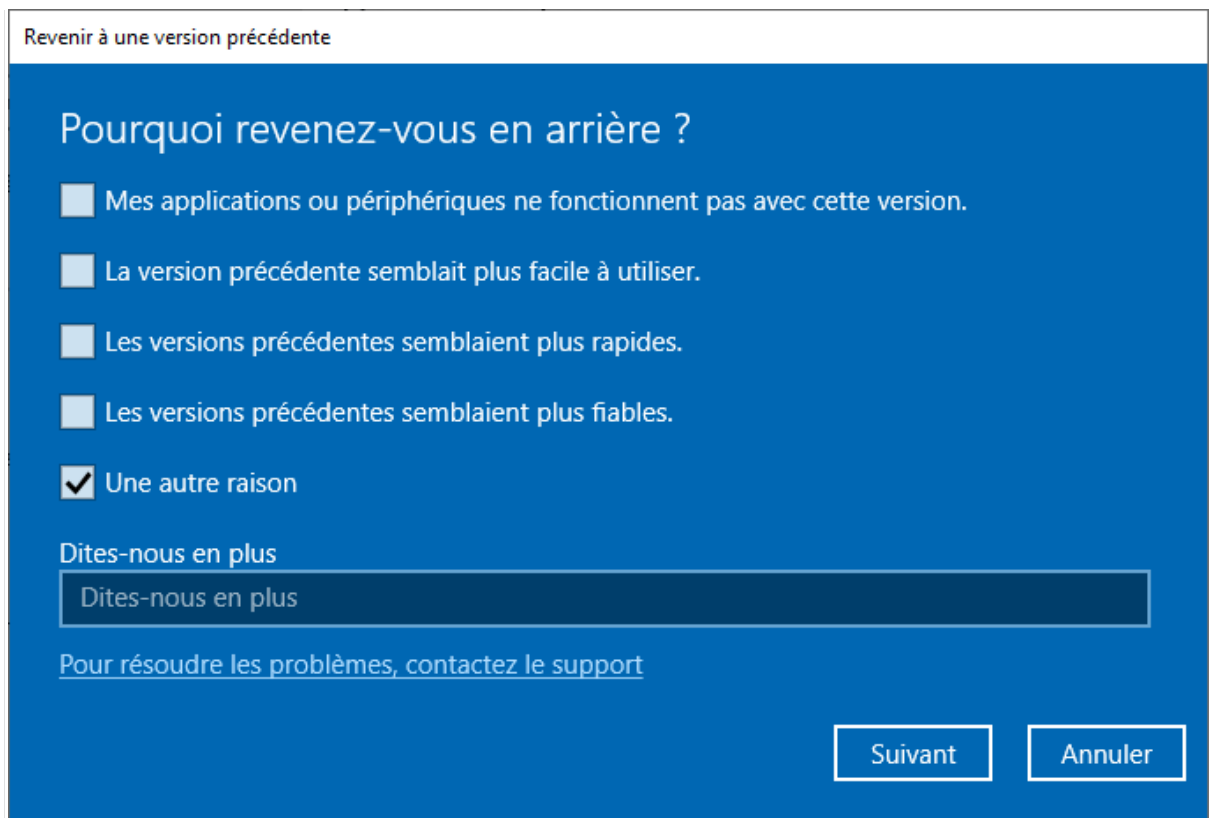 Revenir à une version précédente
Pourquoi revenez-vous en arrière ?
Mes applications ou périphériques ne fonctionnent pas avec cette version.
La version précédente semblait plus facile à utiliser.
Les versions précédentes semblaient plus rapides.
Les versions précédentes semblaient plus fiables.
Une autre raison
Dites-nous en plus
Dites-nous en plus
Pour résoudre les problèmes, contactez le support
Suivant
Annuler